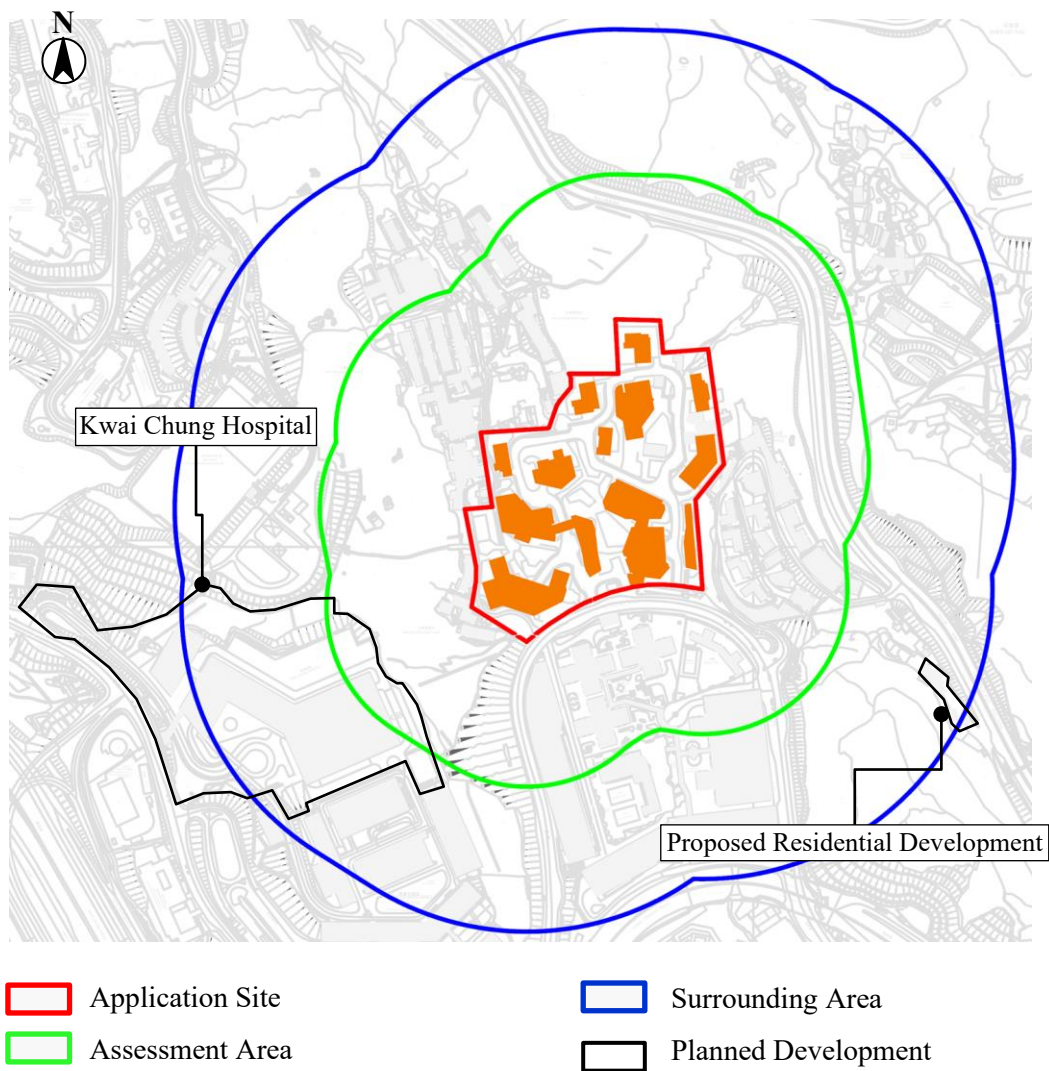 N
Kwai Chung Hospital
Proposed Residential Development
Application Site
Surrounding Area
Assessment Area
Planned Development